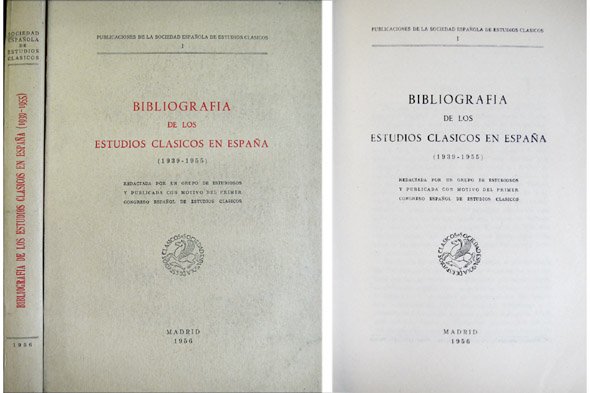 SOCIEDAD
ESPAÑOLA
DE
ESTUDIOS
CLASICOS
BIBLIOGRAFIA DE LOS ESTUDIOS CLASICOS EN ESPAÑA (1939-1955)
1956
PUBLICACIONES DE LA SOCIEDAD ESPAÑOLA DE ESTUDIOS CLASICOS
I
BIBLIOGRAFIA
DE LOS
ESTUDIOS CLASICOS EN ESPAÑA
(1939-1955)
REDACTADA POR UN GRUPO DE ESTUDIOSOS
Y PUBLICADA CON MOTIVO DEL PRIMER
CONGRESO ESPAÑOL DE ESTUDIOS CLASICOS
MADRID
1956
PUBLICACIONES DE LA SOCIEDAD ESPAÑOLA DE ESTUDIOS CLASICOS
I
BIBLIOGRAFIA
DE LOS
ESTUDIOS CLASICOS EN ESPAÑA
(1939-1955)
REDACTADA POR UN GRUPO DE ESTUDIOSOS
Y PUBLICADA CON MOTIVO DEL PRIMER
CONGRESO ESPAÑOL DE ESTUDIOS CLASICOS
MADRID
1956